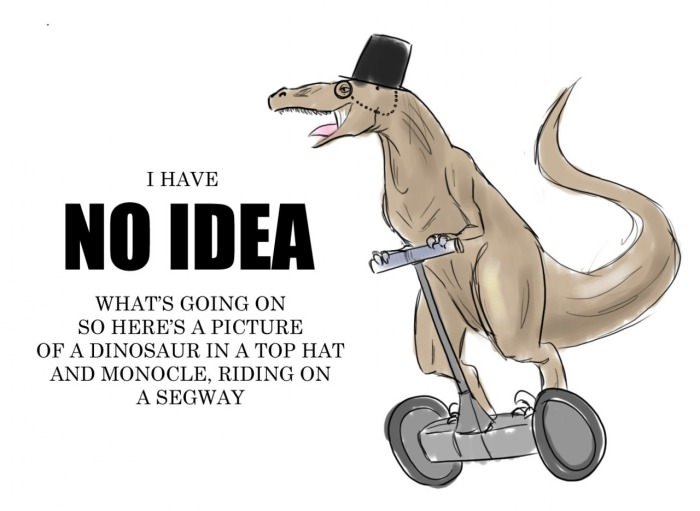 I HAVE
NO IDEA
WHAT'S GOING ON
SO HERE'S A PICTURE
OF A DINOSAUR IN A TOP HAT
AND MONOCLE, RIDING ON
A SEGWAY